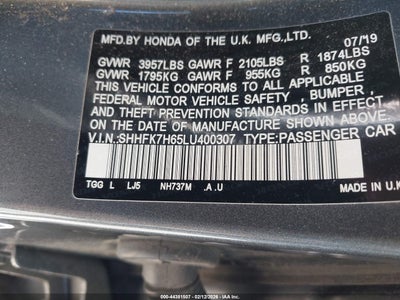 MFD.BY HONDA OF THE U.K. MFG.,LTD. 07/19
GVWR 3957LBS GAWR F 2105LBS R 1874LBS
GVWR 1795KG GAWR F 955KG R 850KG
THIS VEHICLE CONFORMS TO ALL APPLICABLE
FEDERAL MOTOR VEHICLE SAFETY, BUMPER,
AND THEFT PREVENTION STANDARDS IN EFFECT
ON THE DATE OF MANUFACTURE SHOWN ABOVE.
V.I.N.:SHHFK7H65LU400307 TYPE:PASSENGER CAR
TGG L LJ5 NH737M .A .U MADE IN U.K
000-44381507 - 02/12/2026 - IAAI.COM